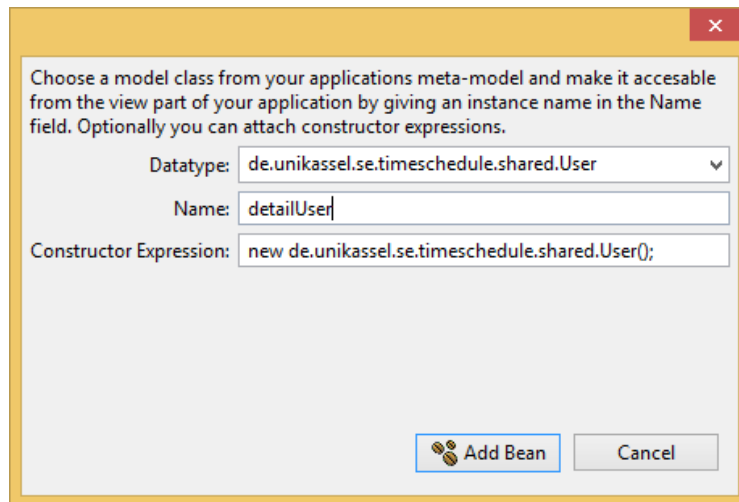 Choose a model class from your applications meta-model and make it accesable
from the view part of your application by giving an instance name in the Name
field. Optionally you can attach constructor expressions.
Datatype: de.unikassel.se.timeschedule.shared.User
Name: detailUser
Constructor Expression: new de.unikassel.se.timeschedule.shared.User();
Add Bean Cancel